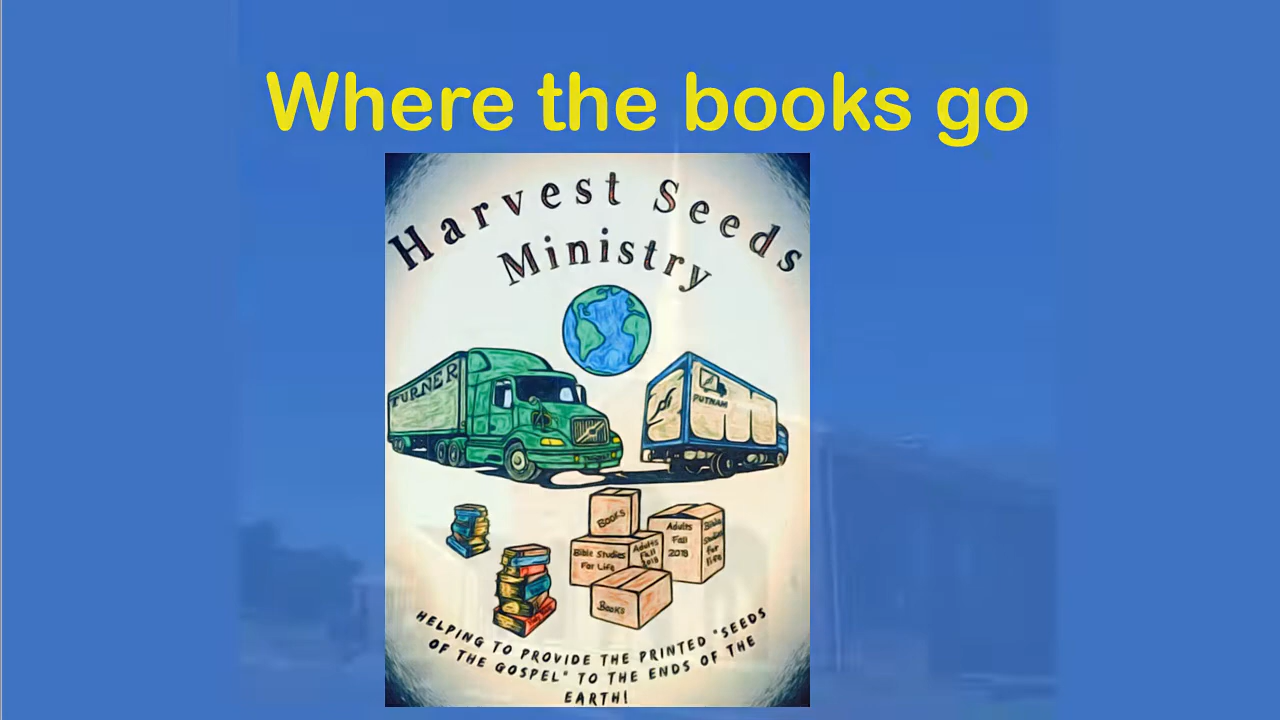 Where the books go
Harvest Seeds
Ministry
TURNER
PUTNAM
Books
Bible Studies
For Life
Adults
Fall
2018
Adults
Fall
2018
Bible
Studies
for
life
Books
HELPING TO PROVIDE THE PRINTED "SEEDS
OF THE GOSPEL" TO THE ENDS OF THE
EARTH!